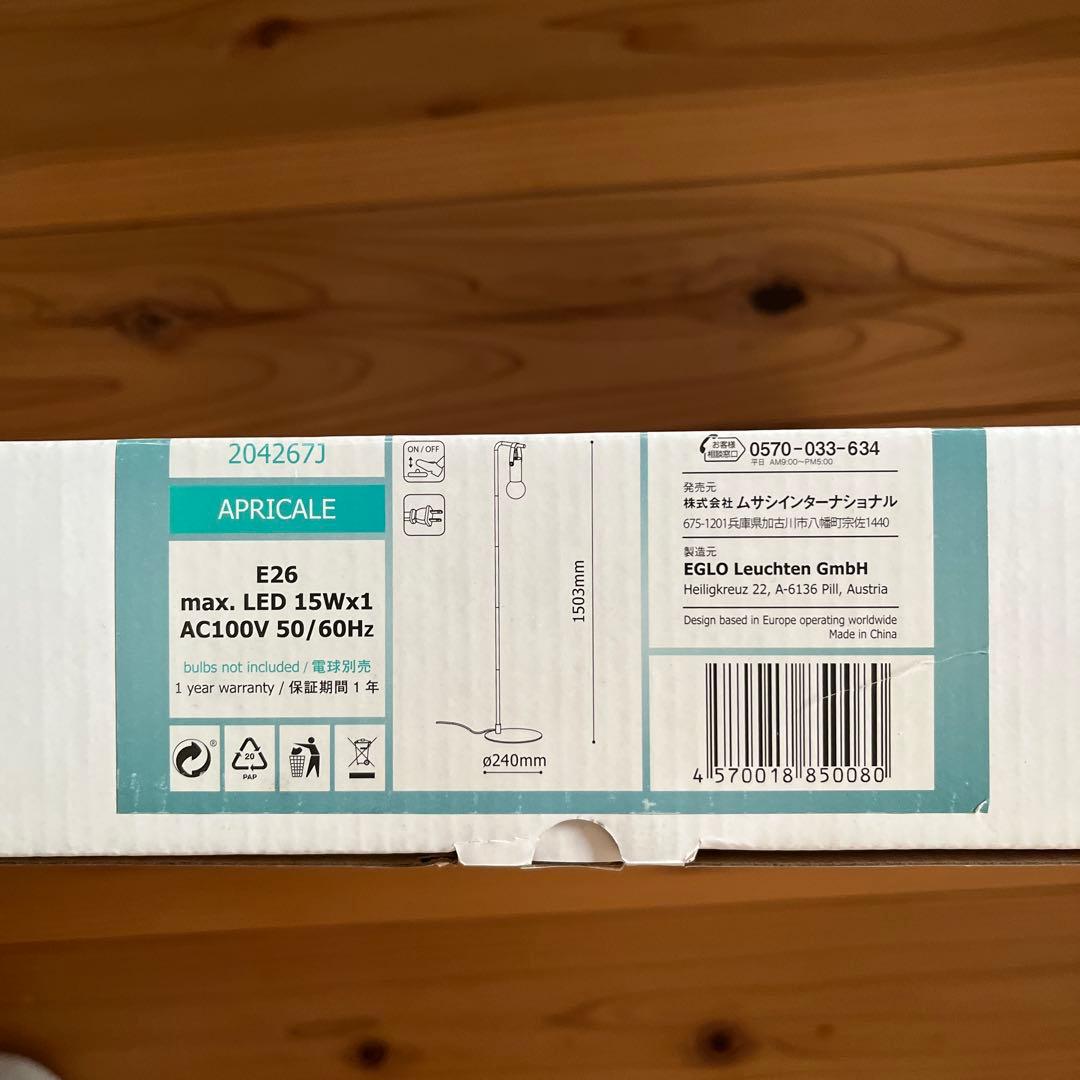 204267J
APRICALE
E26
max. LED 15Wx1
AC100V 50/60Hz
bulbs not included / 電球別売
1 year warranty / 保証期間 1 年
®
20
PAP
ON / OFF
1503mm
ø240mm
お客様
相談窓口
0570-033-634
平日 AM9:00~PM5:00
発売元
株式会社 ムサシインターナショナル
675-1201兵庫県加古川市八幡町宗佐1440
製造元
EGLO Leuchten GmbH
Heiligkreuz 22, A-6136 Pill, Austria
Design based in Europe operating worldwide
Made in China
4 570018 850080